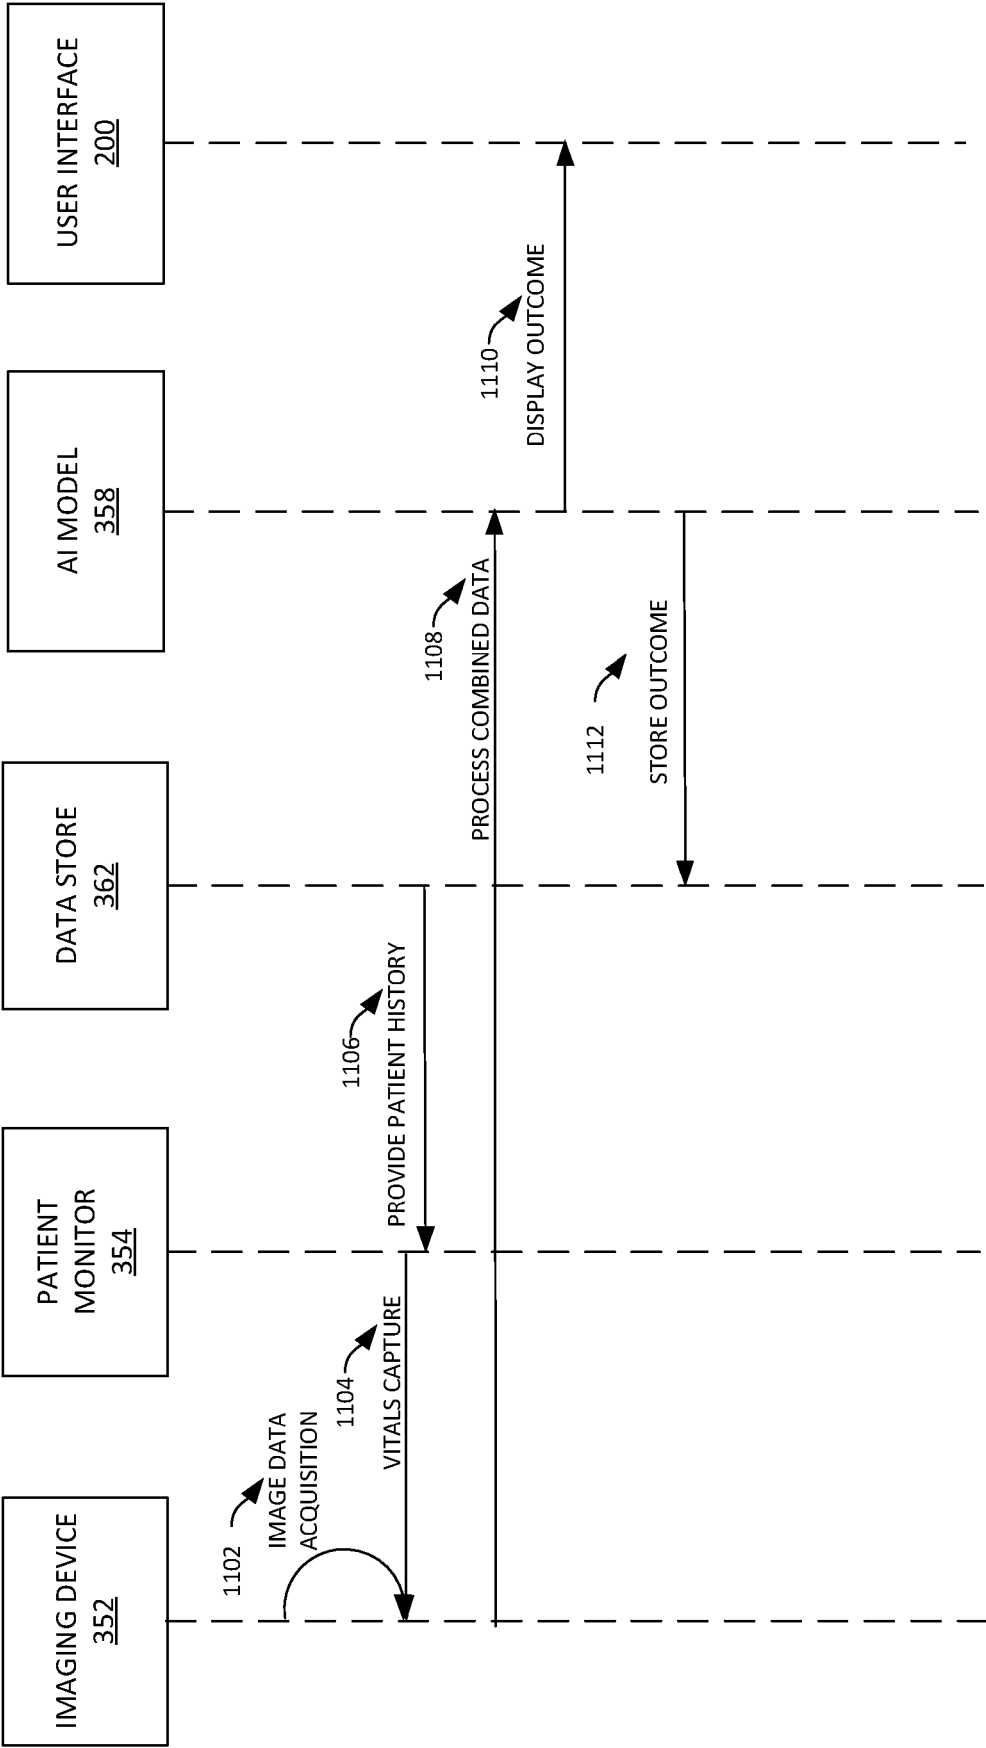 IMAGING DEVICE
352
PATIENT
MONITOR
354
DATA STORE
362
AI MODEL
358
USER INTERFACE
200
1102
IMAGE DATA
ACQUISITION
1104
VITALS CAPTURE
1106
PROVIDE PATIENT HISTORY
1108
PROCESS COMBINED DATA
1110
DISPLAY OUTCOME
1112
STORE OUTCOME